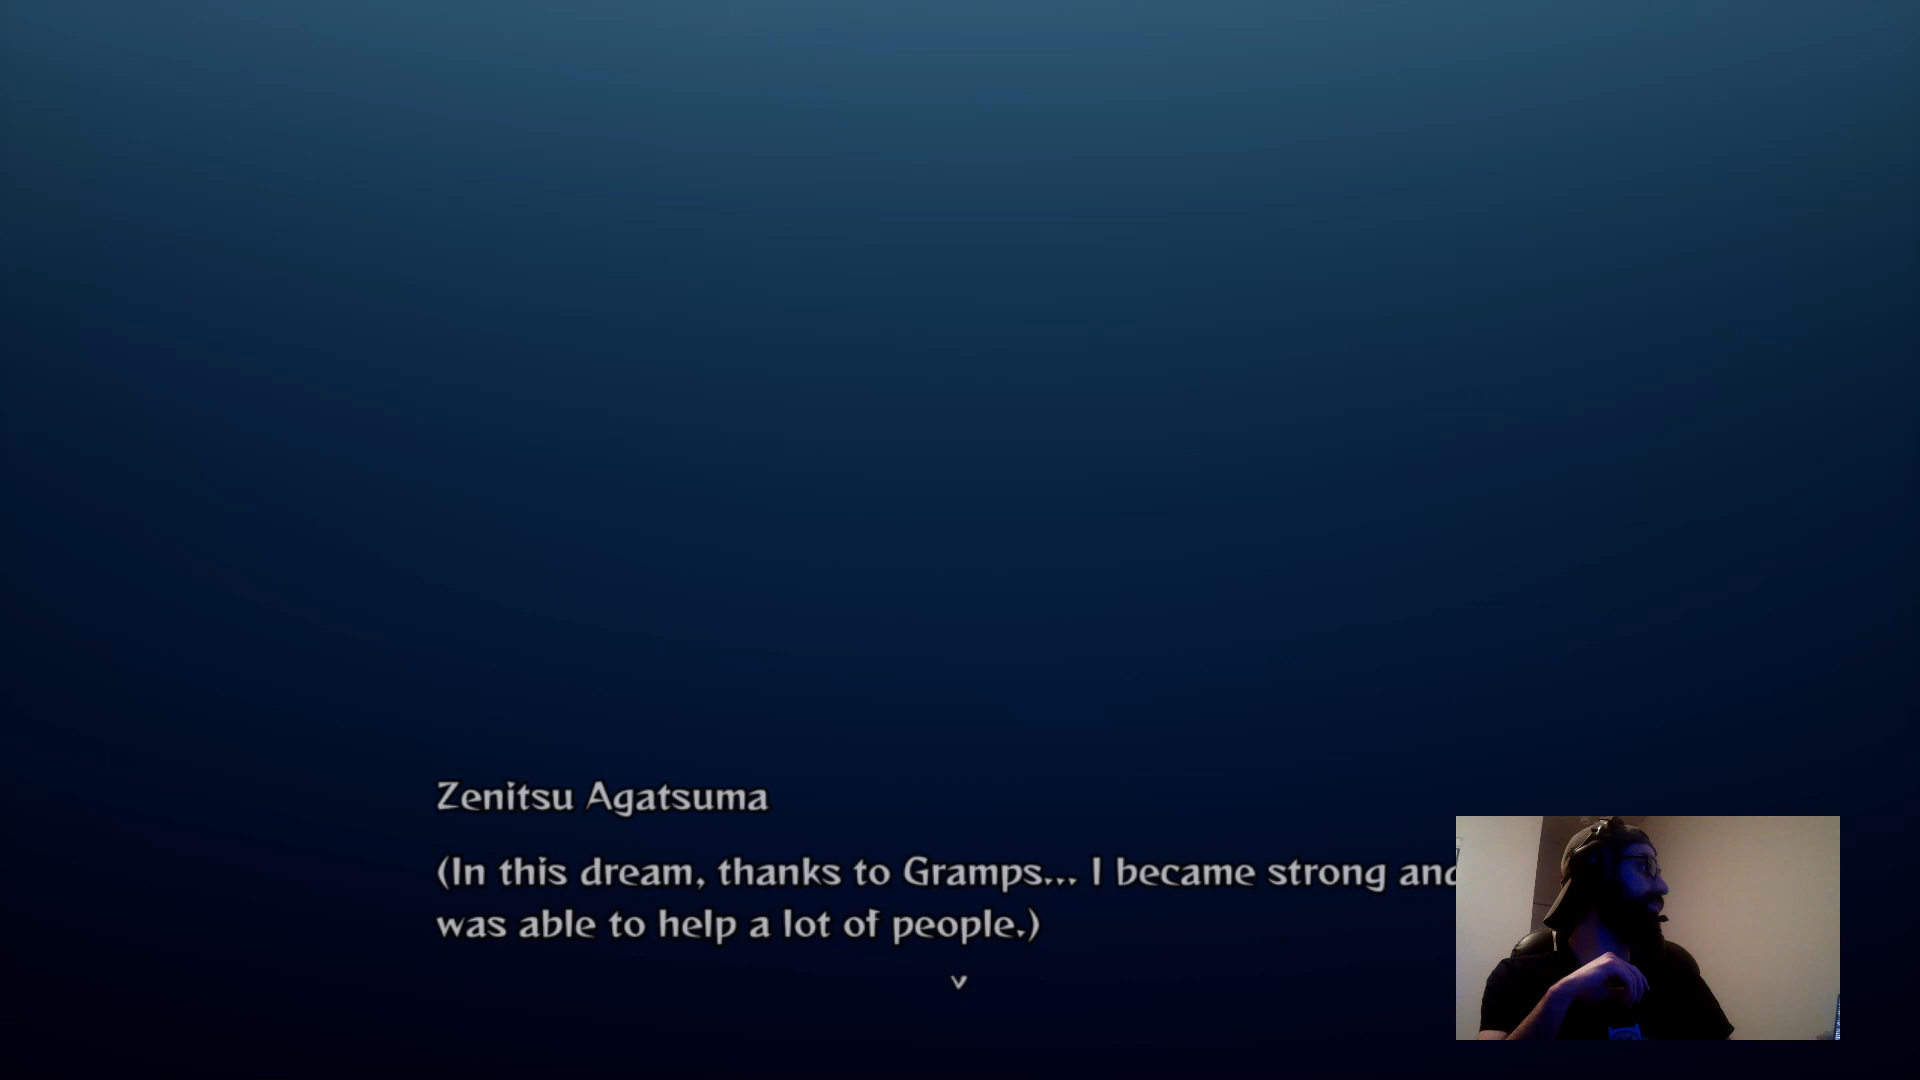 Zenitsu Agatsuma
(In this dream, thanks to Gramps... I became strong and
was able to help a lot of people.)